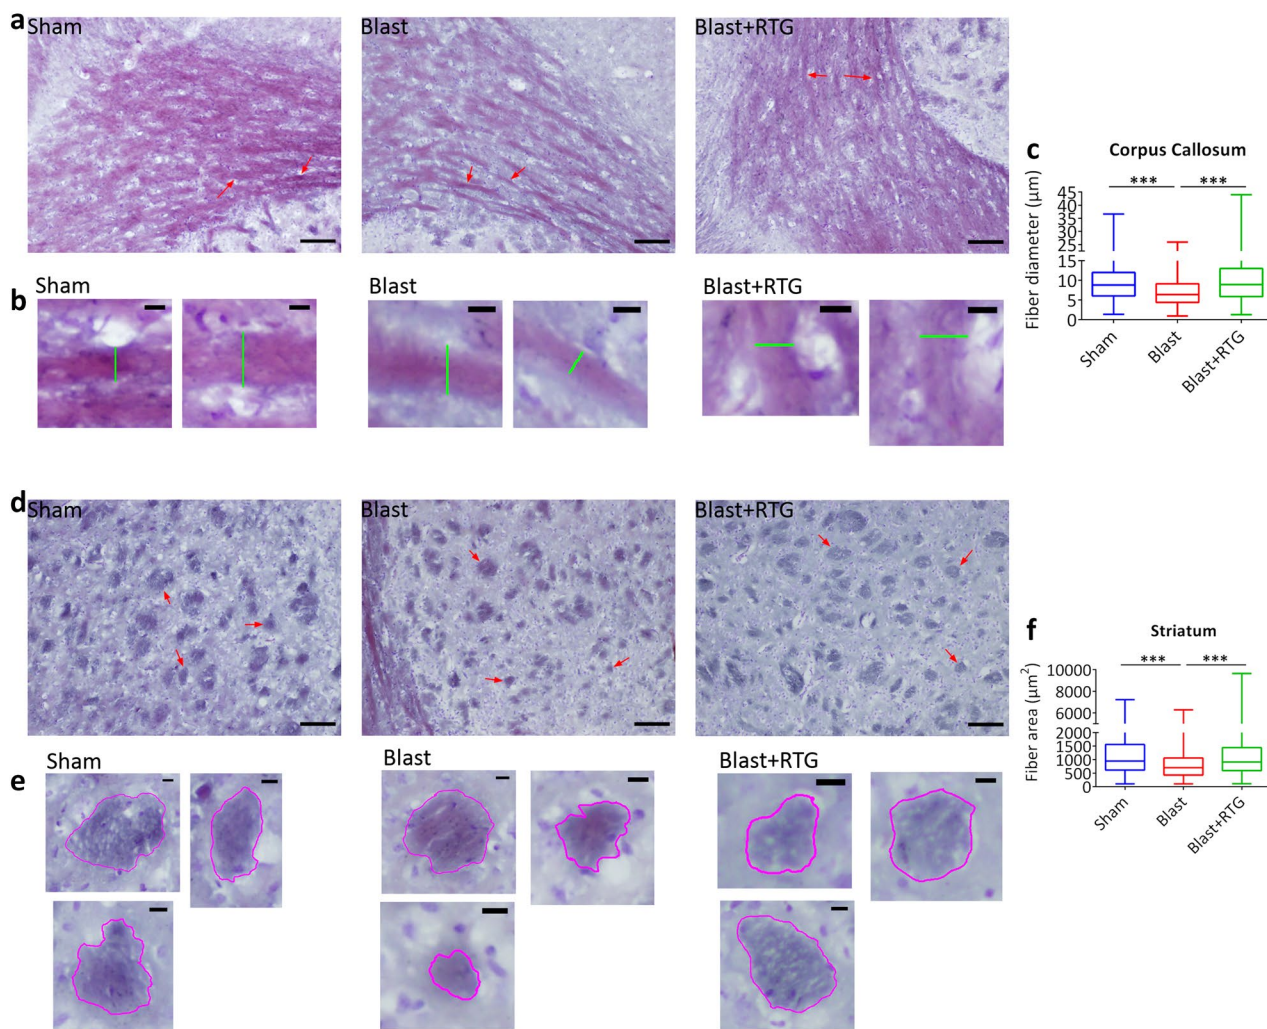 a
Sham
Blast
Blast+RTG
b
Sham
Blast
Blast+RTG
c
Corpus Callosum
***
***
Fiber diameter (µm)
45
40
35
30
25
15
10
5
0
Sham
Blast
Blast+RTG
d
Sham
Blast
Blast+RTG
e
Sham
Blast
Blast+RTG
f
Striatum
***
***
Fiber area (µm²)
10000
8000
6000
2000
1500
1000
500
0
Sham
Blast
Blast+RTG